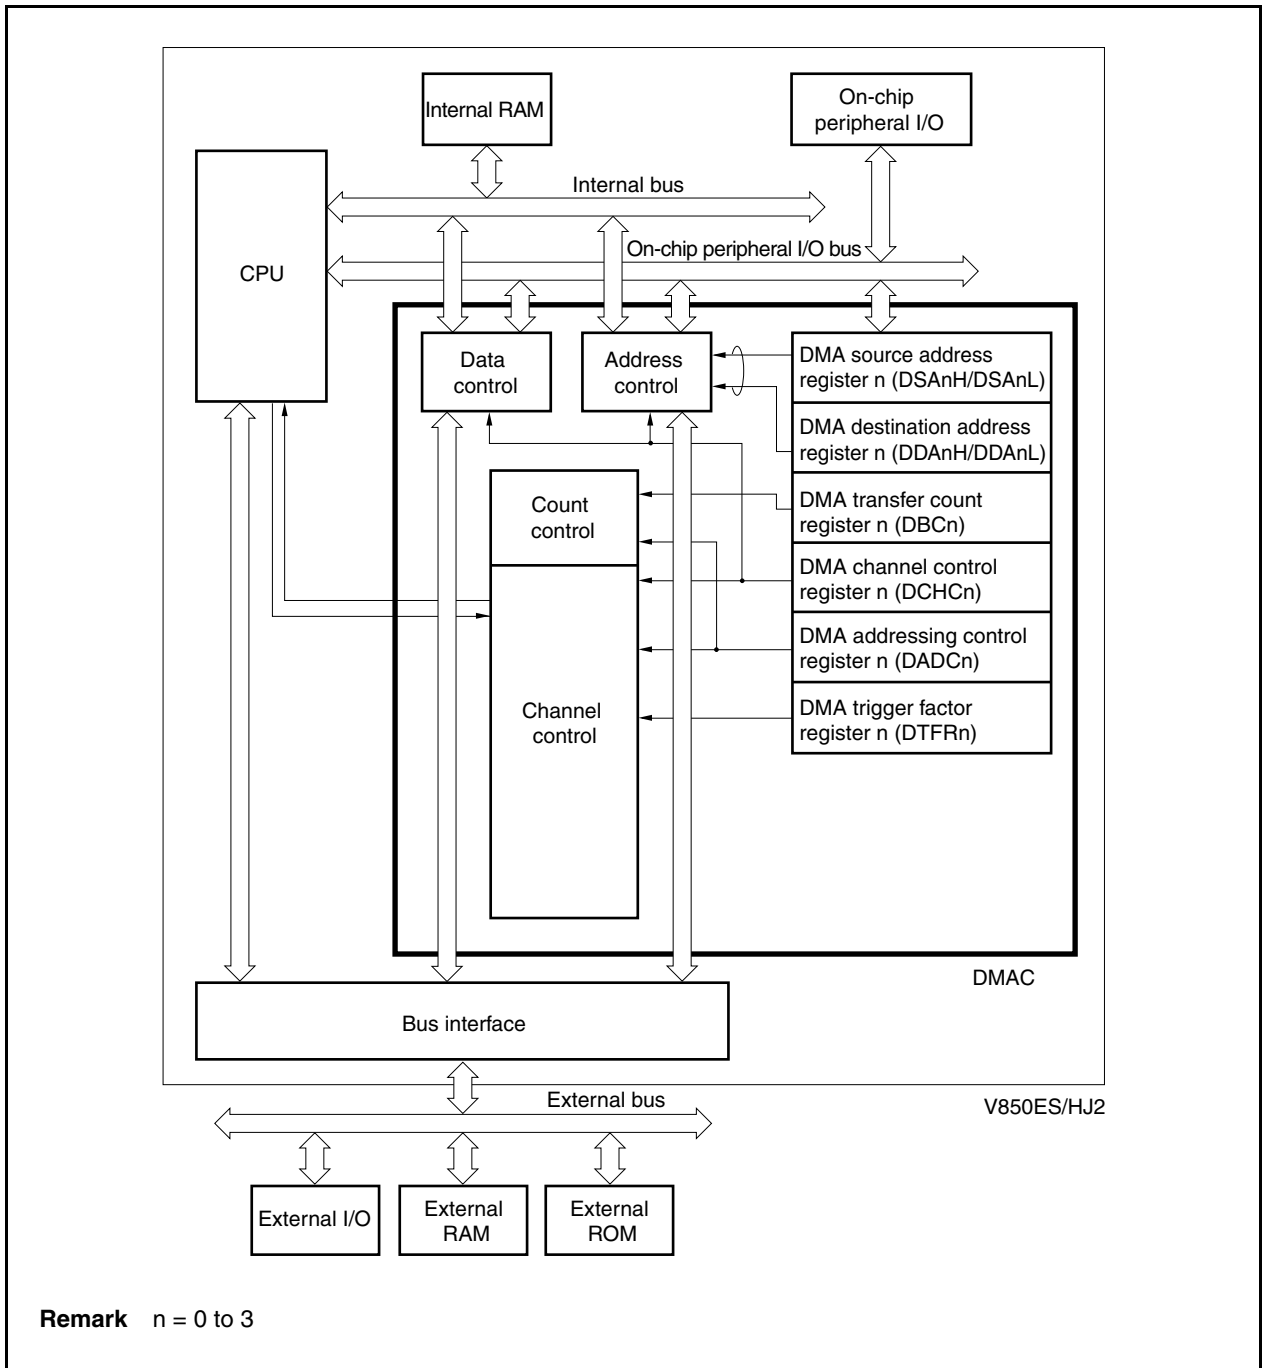 Internal RAM
On-chip
peripheral I/O
Internal bus
On-chip peripheral I/O bus
CPU
Data
control
Address
control
DMA source address
register n (DSAnH/DSAnL)
DMA destination address
register n (DDAnH/DDAnL)
DMA transfer count
register n (DBCn)
DMA channel control
register n (DCHCn)
DMA addressing control
register n (DADCn)
DMA trigger factor
register n (DTFRn)
Count
control
Channel
control
DMAC
Bus interface
V850ES/HJ2
External bus
External I/O
External
RAM
External
ROM
Remark n = 0 to 3